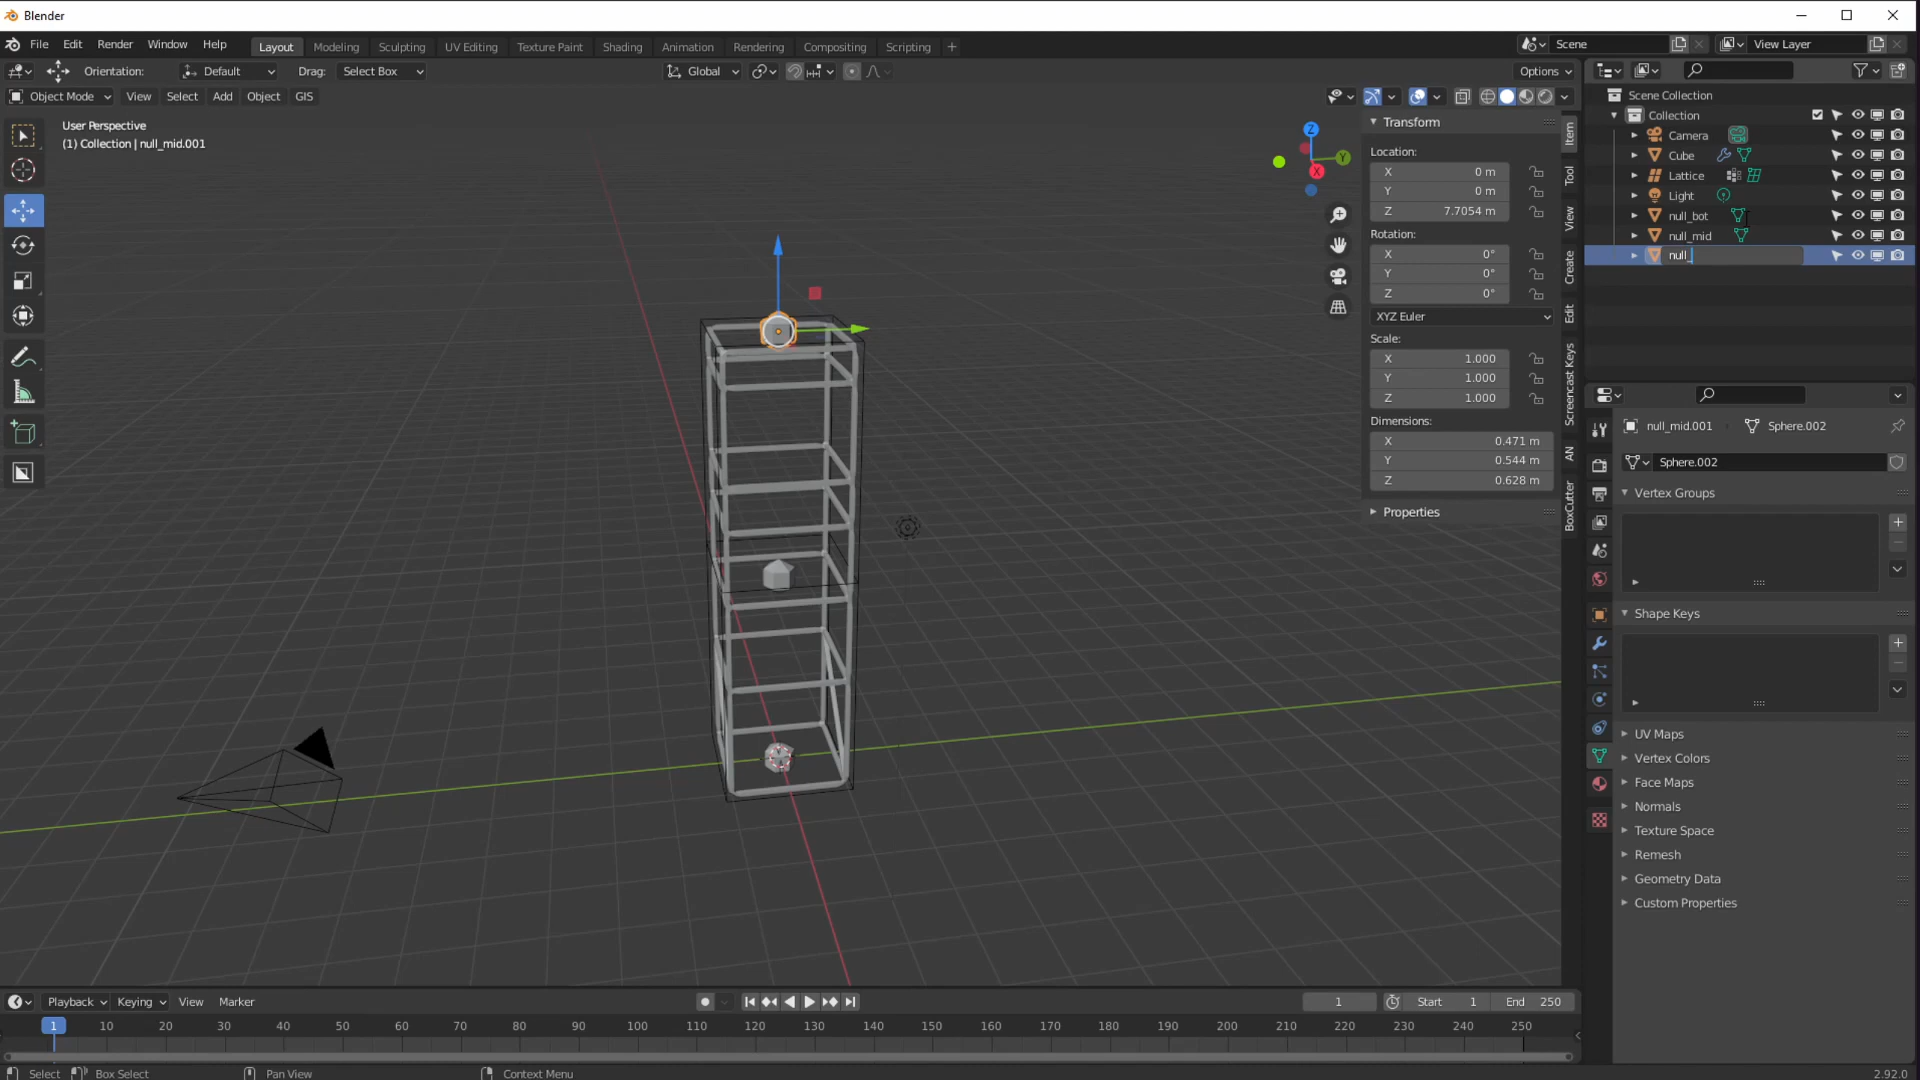 Blender
File Edit Render Window Help
Layout Modeling Sculpting UV Editing Texture Paint Shading Animation Rendering Compositing Scripting +
Scene
View Layer
Orientation: Default Drag: Select Box
Global
Options
Object Mode View Select Add Object GIS
User Perspective
(1) Collection | null_mid.001
Z
Y
X
Transform
Location:
X 0 m
Y 0 m
Z 7.7054 m
Rotation:
X 0°
Y 0°
Z 0°
XYZ Euler
Scale:
X 1.000
Y 1.000
Z 1.000
Dimensions:
X 0.471 m
Y 0.544 m
Z 0.628 m
Properties
Item
Tool
View
Create
Edit
Screencast Keys
AN
BoxCutter
Scene Collection
Collection
Camera
Cube
Lattice
Light
null_bot
null_mid
null_
null_mid.001 Sphere.002
Sphere.002
Vertex Groups
Shape Keys
UV Maps
Vertex Colors
Face Maps
Normals
Texture Space
Remesh
Geometry Data
Custom Properties
Playback Keying View Marker
1 Start 1 End 250
1 10 20 30 40 50 60 70 80 90 100 110 120 130 140 150 160 170 180 190 200 210 220 230 240 250
Select Box Select Pan View Context Menu
2.92.0